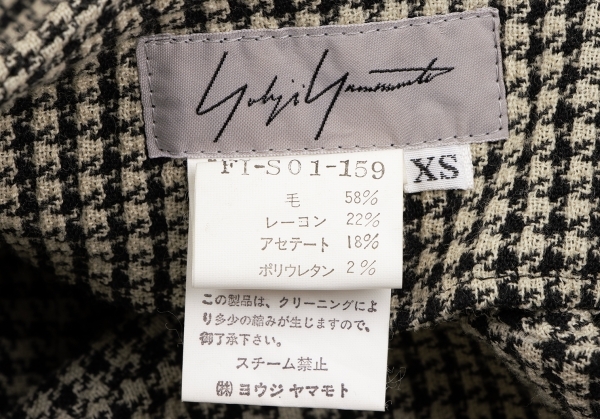 Yohji Yamamoto
FI-S01-159
XS
毛 58%
レーヨン 22%
アセテート 18%
ポリウレタン 2%
この製品は、クリーニングによ
り多少の縮みが生じますので、
御了承下さい。
スチーム禁止
㈱ ヨウジ ヤマモト